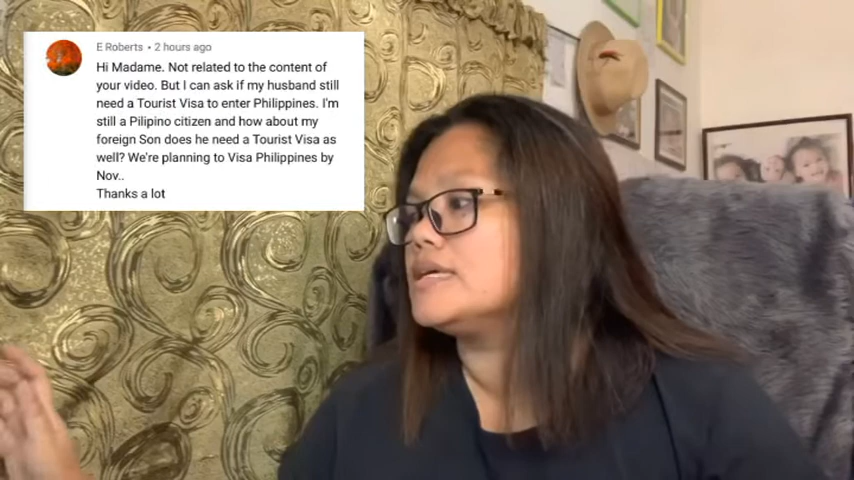 E Roberts • 2 hours ago
Hi Madame. Not related to the content of
your video. But I can ask if my husband still
need a Tourist Visa to enter Philippines. I'm
still a Pilipino citizen and how about my
foreign Son does he need a Tourist Visa as
well? We're planning to Visa Philippines by
Nov..
Thanks a lot